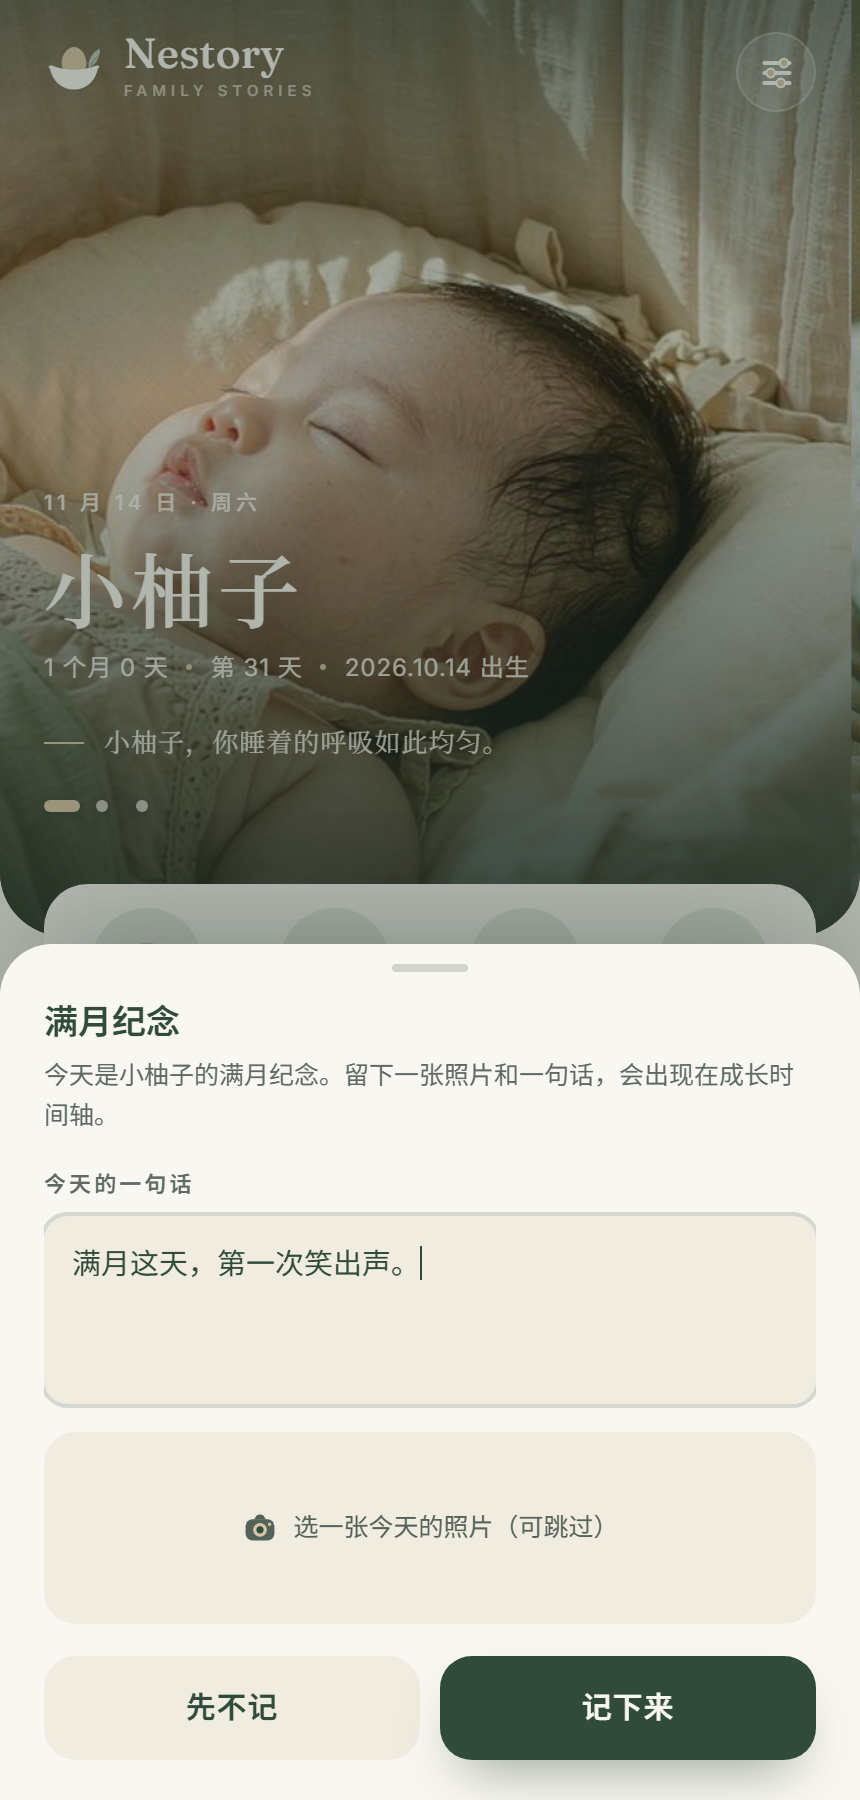 Nestory
FAMILY STORIES
11 月 14 日 · 周六
小柚子
1 个月 0 天 • 第 31 天 • 2026.10.14 出生
小柚子，你睡着的呼吸如此均匀。
满月纪念
今天是小柚子的满月纪念。留下一张照片和一句话，会出现在成长时
间轴。
今天的一句话
满月这天，第一次笑出声。
选一张今天的照片（可跳过）
先不记
记下来